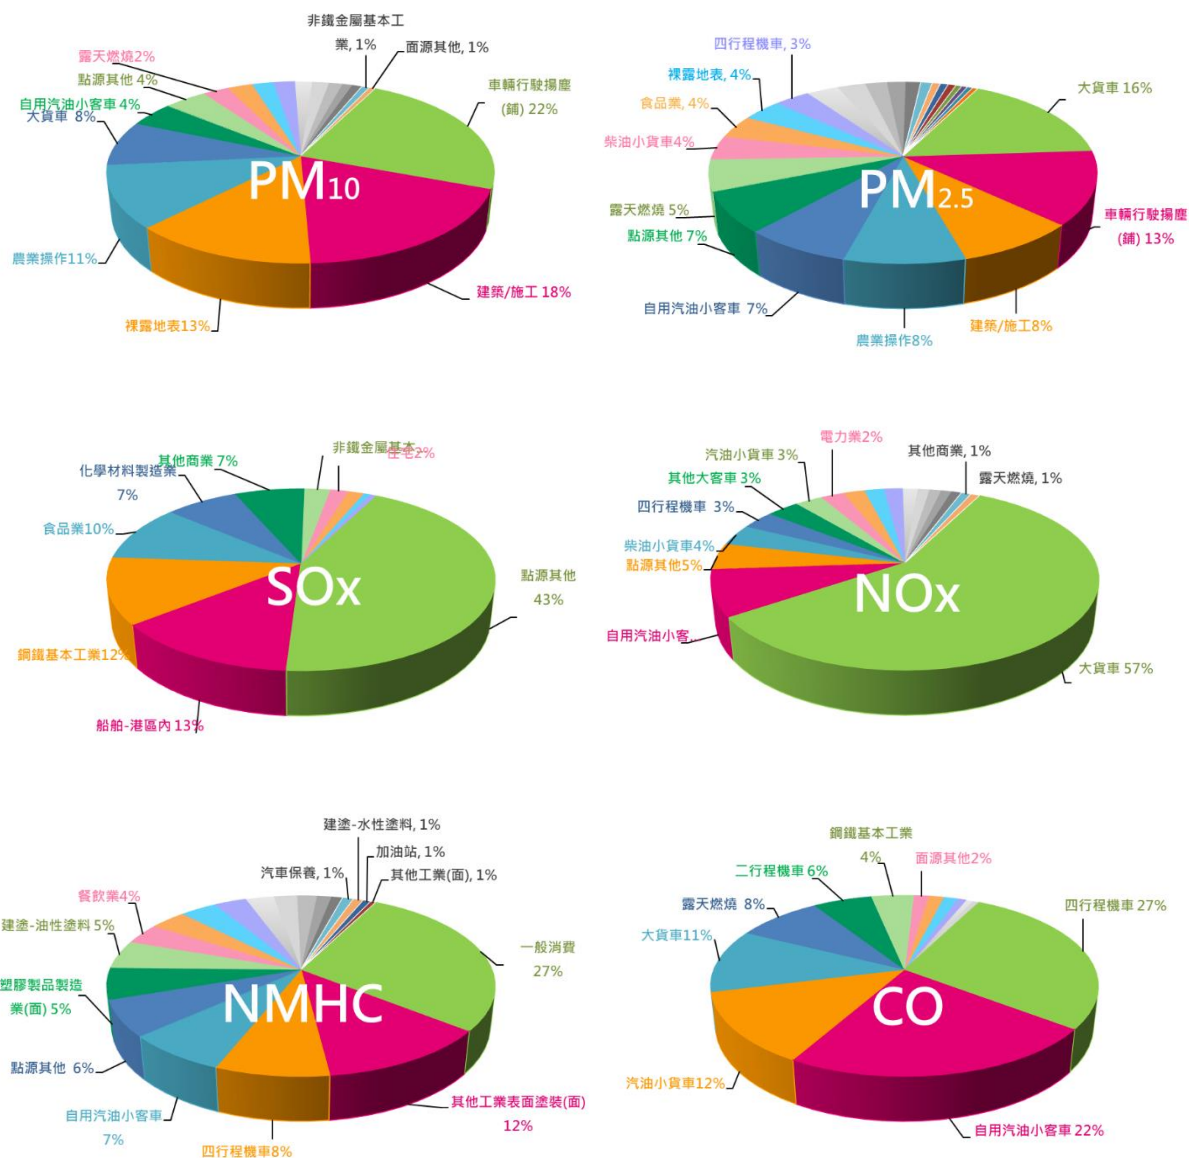 非鐵金屬基本工
業, 1%
面源其他, 1%
露天燃燒2%
點源其他 4%
自用汽油小客車 4%
大貨車 8%
車輛行駛揚塵
(鋪) 22%
PM10
農業操作11%
裸露地表13%
建築/施工 18%
四行程機車, 3%
裸露地表, 4%
食品業, 4%
柴油小貨車4%
大貨車 16%
PM2.5
露天燃燒 5%
點源其他 7%
自用汽油小客車 7%
農業操作8%
建築/施工8%
車輛行駛揚塵
(鋪) 13%
非鐵金屬基本...
住宅2%
其他商業 7%
化學材料製造業
7%
食品業10%
SOx
點源其他
43%
鋼鐵基本工業12%
船舶-港區內 13%
電力業2%
汽油小貨車 3%
其他商業, 1%
其他大客車 3%
露天燃燒, 1%
四行程機車 3%
柴油小貨車4%
點源其他5%
NOx
自用汽油小客...
大貨車 57%
建塗-水性塗料, 1%
加油站, 1%
汽車保養, 1%
其他工業(面), 1%
餐飲業4%
建塗-油性塗料 5%
一般消費
27%
塑膠製品製造
業(面) 5%
NMHC
點源其他 6%
自用汽油小客車
7%
四行程機車8%
其他工業表面塗裝(面)
12%
鋼鐵基本工業
4%
面源其他2%
二行程機車 6%
露天燃燒 8%
四行程機車 27%
大貨車11%
CO
汽油小貨車12%
自用汽油小客車 22%